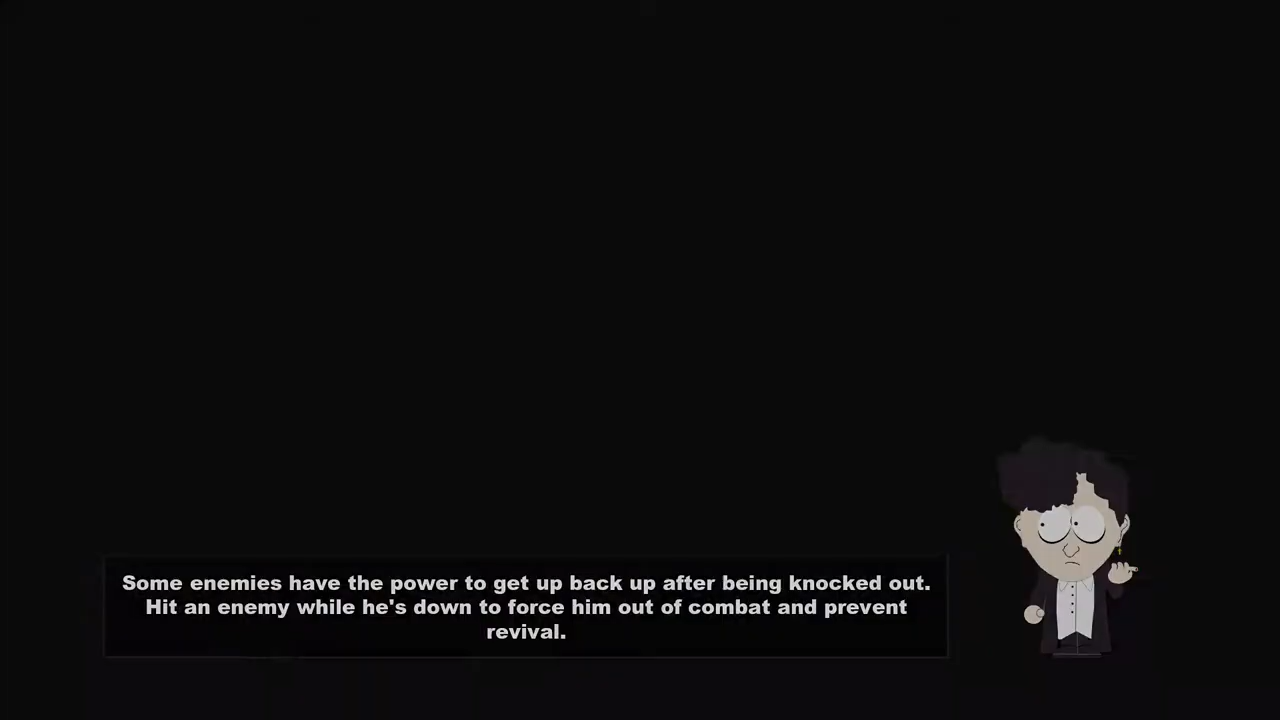 Some enemies have the power to get up back up after being knocked out.
Hit an enemy while he's down to force him out of combat and prevent
revival.